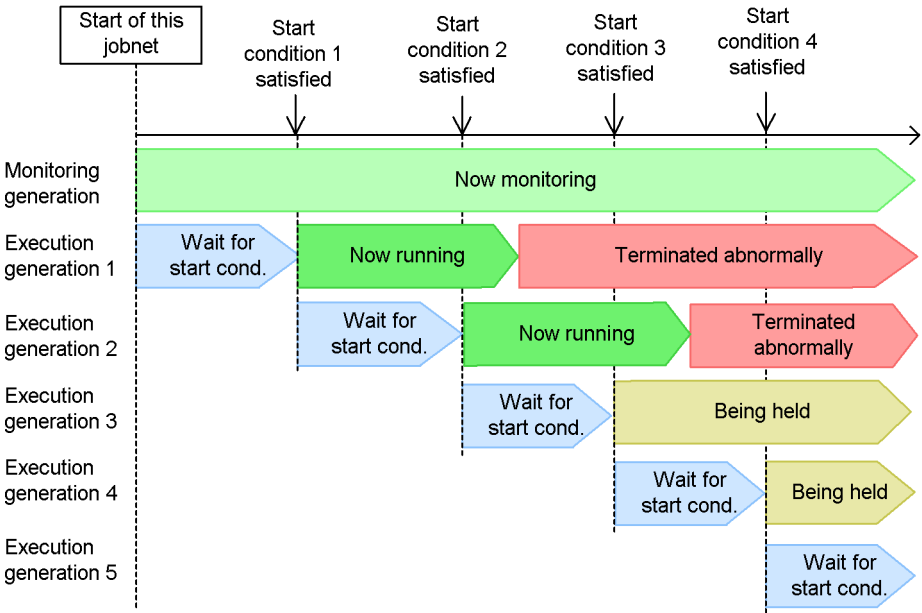 Start of this
jobnet
Start
condition 1
satisfied
Start
condition 2
satisfied
Start
condition 3
satisfied
Start
condition 4
satisfied
Monitoring
generation
Now monitoring
Execution
generation 1
Wait for
start cond.
Now running
Terminated abnormally
Execution
generation 2
Wait for
start cond.
Now running
Terminated
abnormally
Execution
generation 3
Wait for
start cond.
Being held
Execution
generation 4
Wait for
start cond.
Being held
Execution
generation 5
Wait for
start cond.